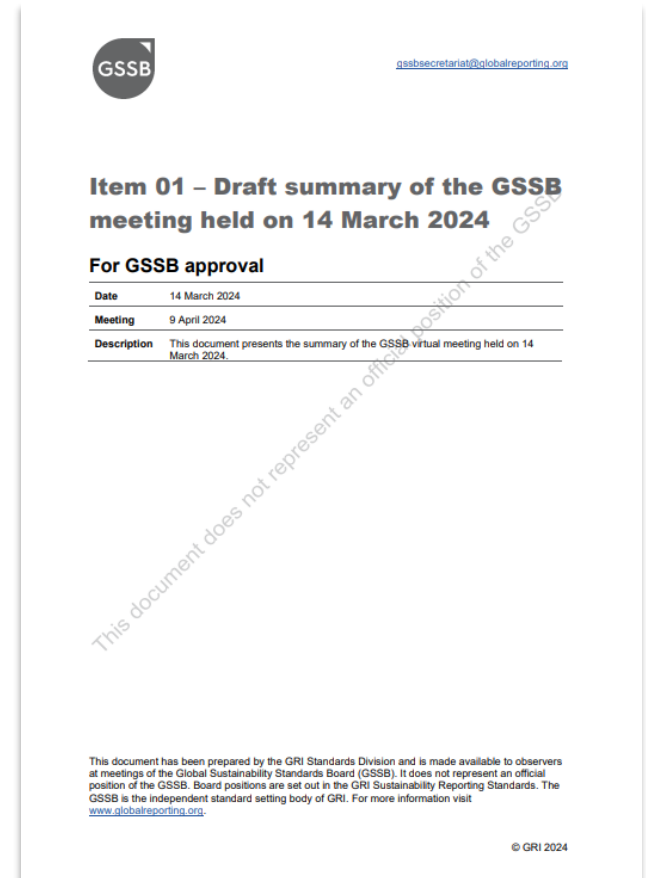 GSSB
gssbsecretariat@globalreporting.org
Item 01 – Draft summary of the GSSB
meeting held on 14 March 2024
For GSSB approval
Date 14 March 2024
Meeting 9 April 2024
Description This document presents the summary of the GSSB virtual meeting held on 14
March 2024.
This document does not represent an official position of the GSSB
This document has been prepared by the GRI Standards Division and is made available to observers
at meetings of the Global Sustainability Standards Board (GSSB). It does not represent an official
position of the GSSB. Board positions are set out in the GRI Sustainability Reporting Standards. The
GSSB is the independent standard setting body of GRI. For more information visit
www.globalreporting.org.
© GRI 2024